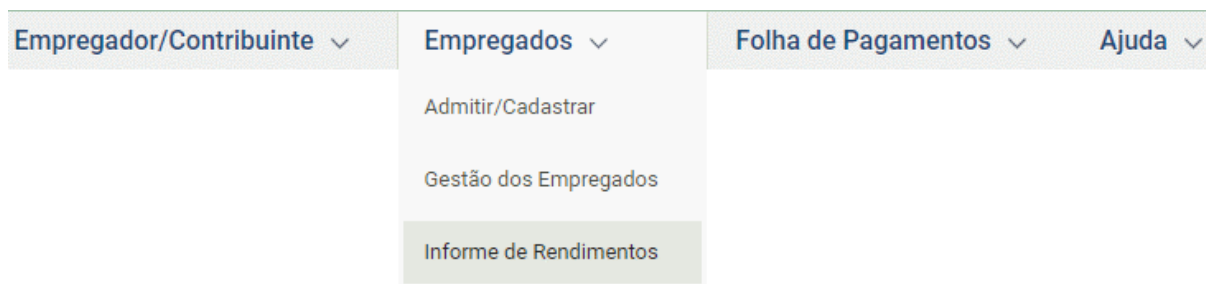 Empregador/Contribuinte Empregados Folha de Pagamentos Ajuda
Admitir/Cadastrar
Gestão dos Empregados
Informe de Rendimentos